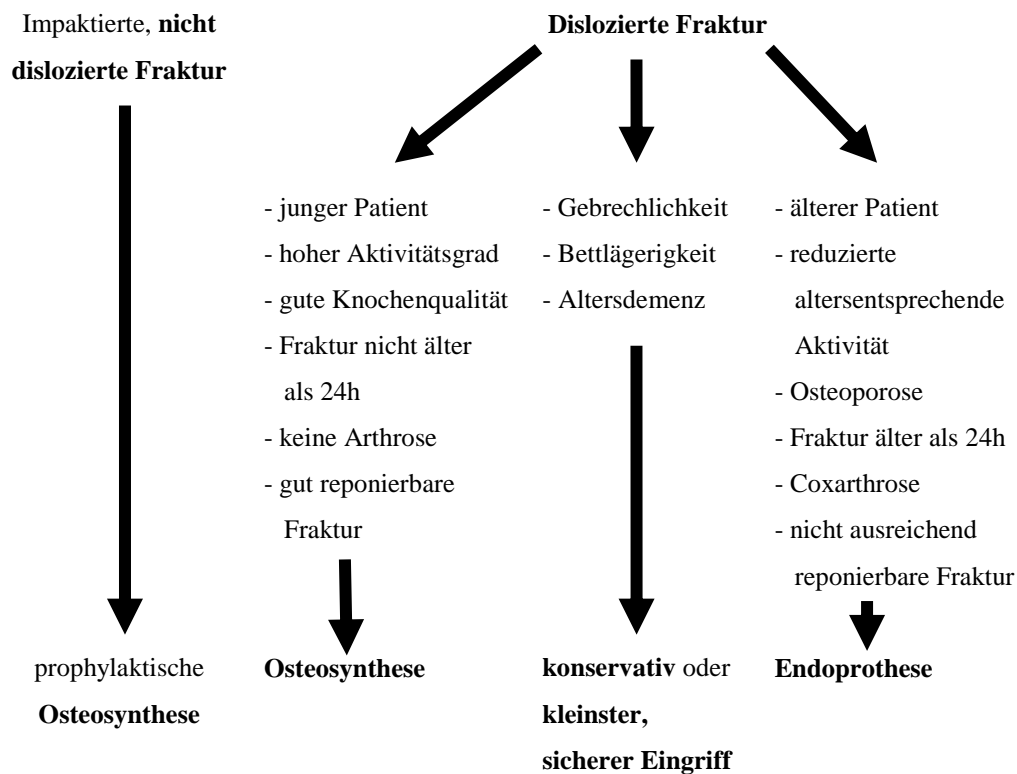 Impaktierte, nicht
dislozierte Fraktur
Dislozierte Fraktur
- junger Patient
- hoher Aktivitätsgrad
- gute Knochenqualität
- Fraktur nicht älter
als 24h
- keine Arthrose
- gut reponierbare
Fraktur
- Gebrechlichkeit
- Bettlägerigkeit
- Altersdemenz
- älterer Patient
- reduzierte
altersentsprechende
Aktivität
- Osteoporose
- Fraktur älter als 24h
- Coxarthrose
- nicht ausreichend
reponierbare Fraktur
prophylaktische
Osteosynthese
Osteosynthese
konservativ oder
kleinster,
sicherer Eingriff
Endoprothese